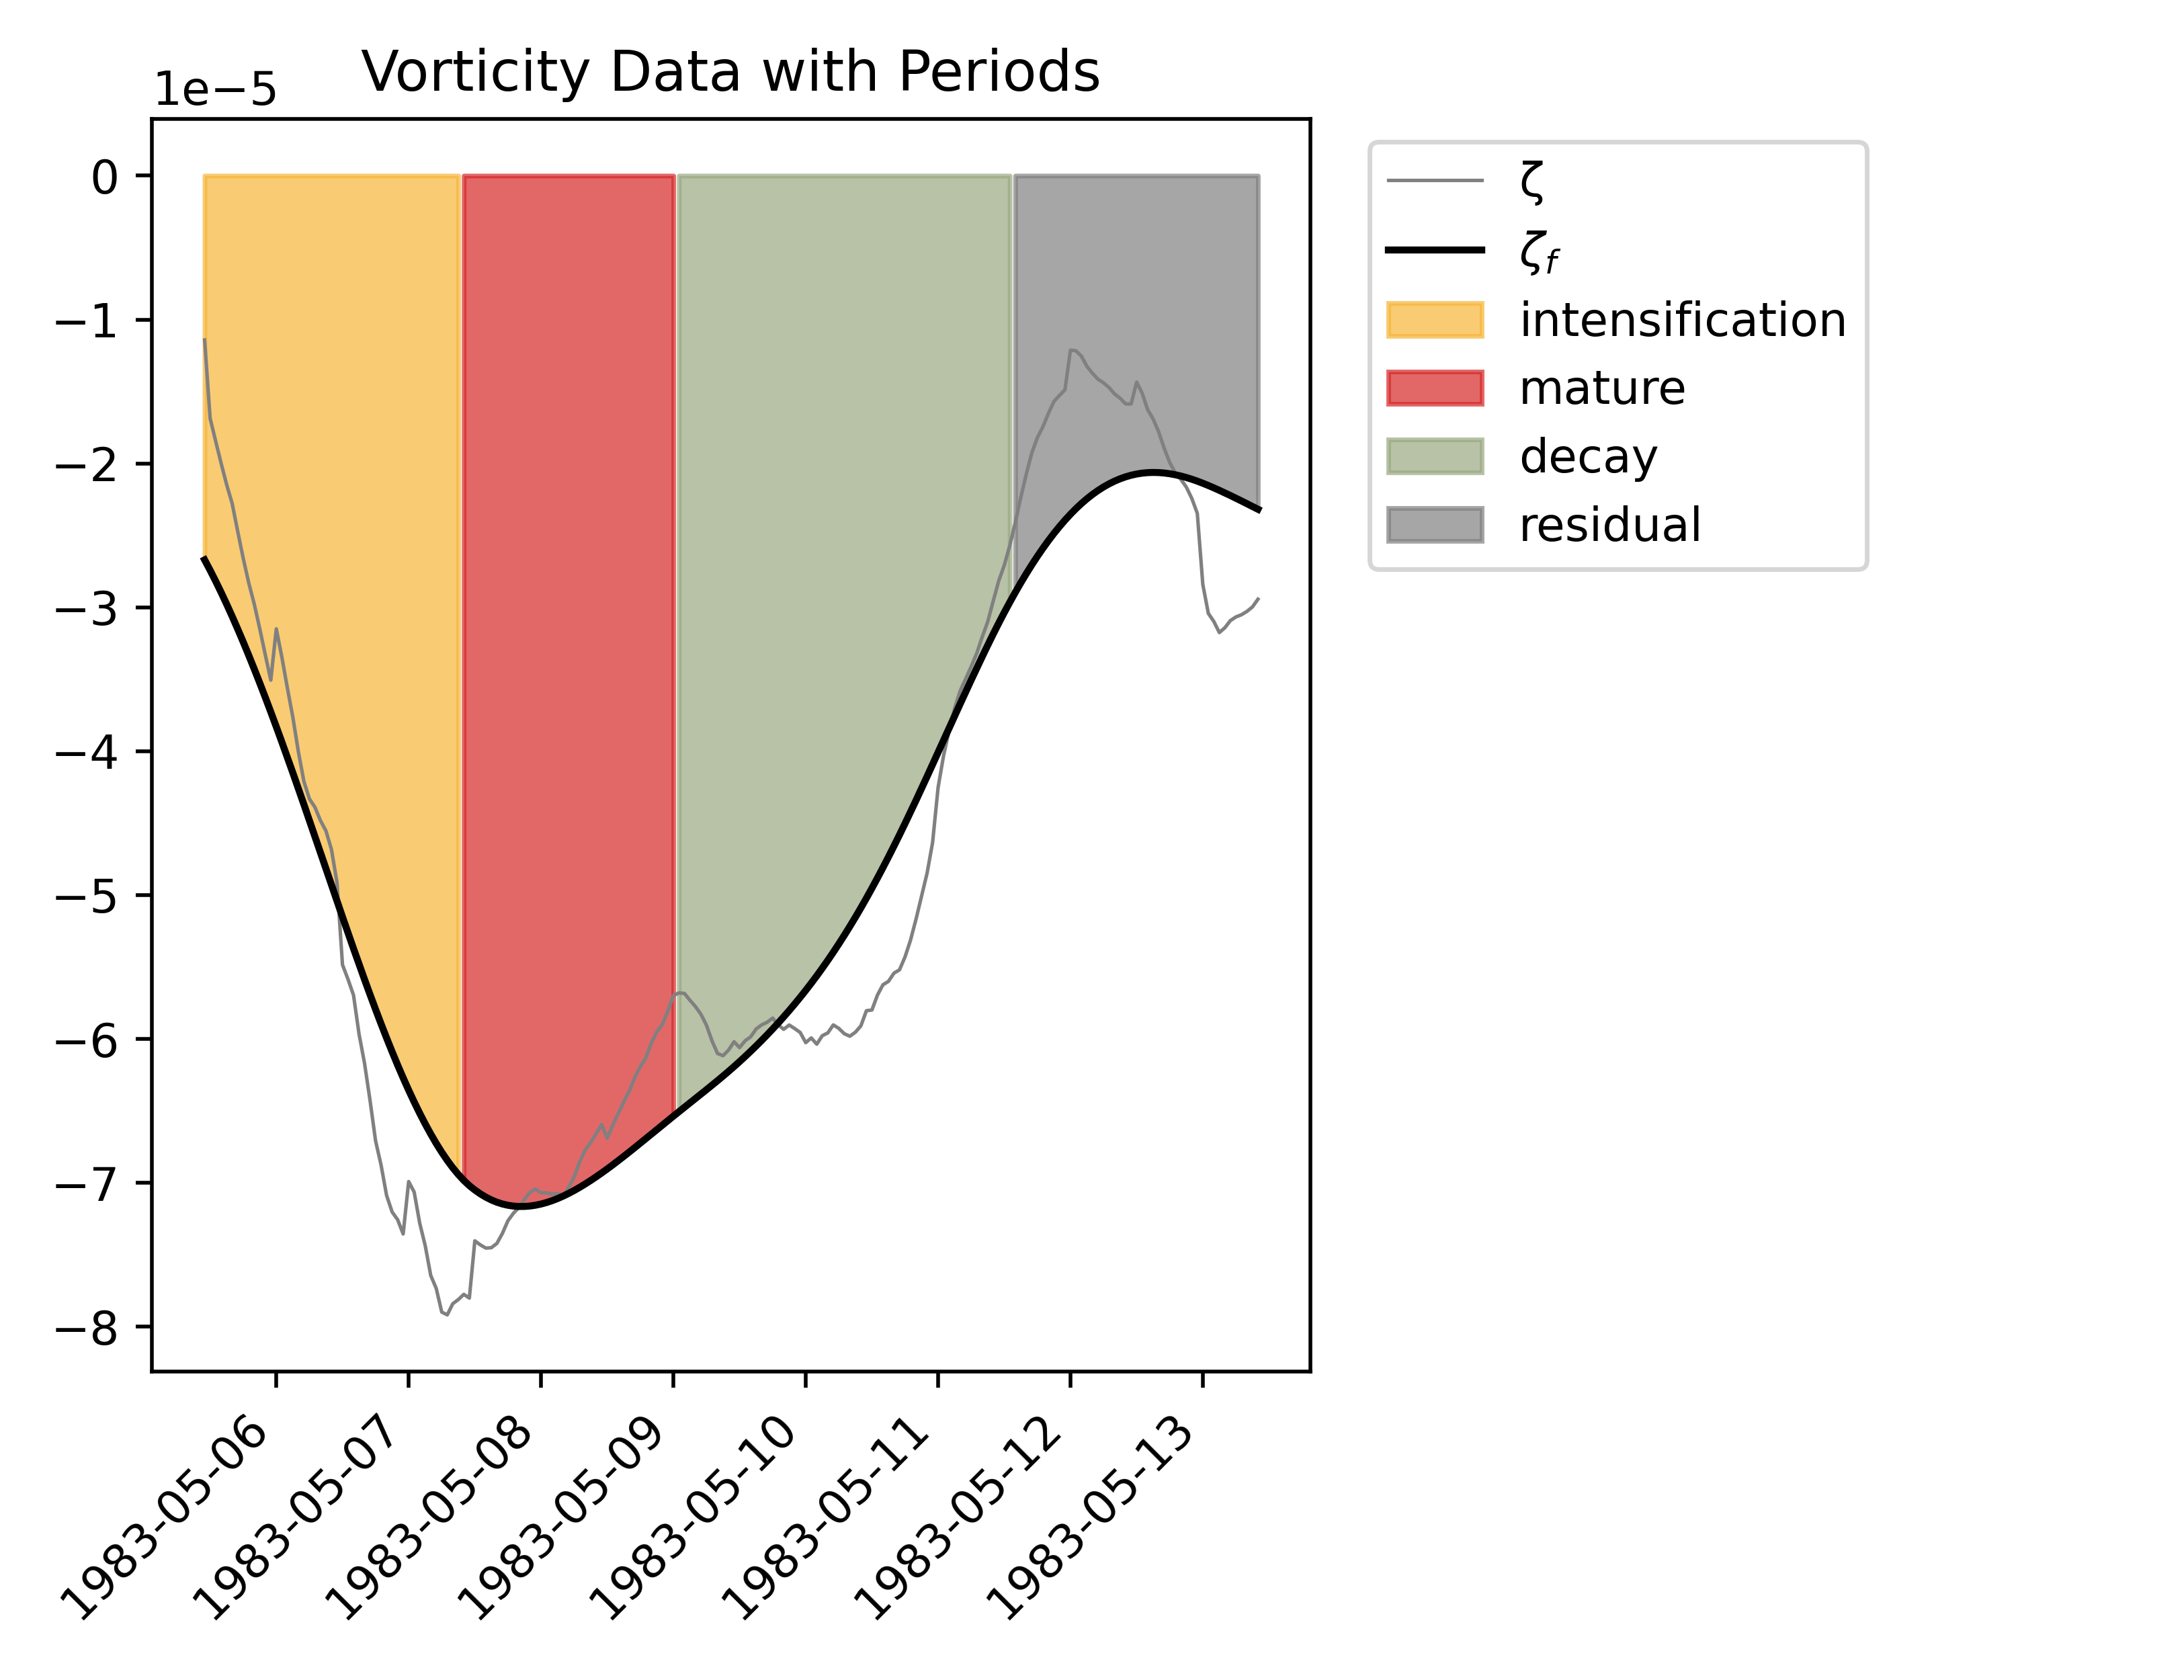 Vorticity Data with Periods
1e−5
0
−1
−2
−3
−4
−5
−6
−7
−8
1983-05-06
1983-05-07
1983-05-08
1983-05-09
1983-05-10
1983-05-11
1983-05-12
1983-05-13
ζ
ζf
intensification
mature
decay
residual